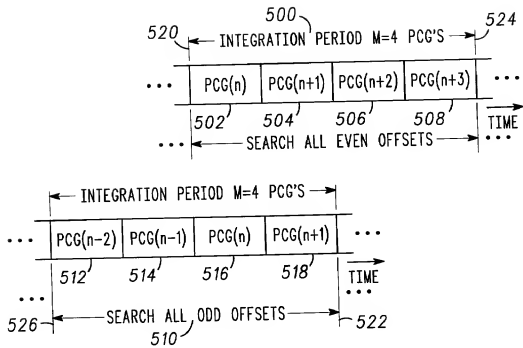 500
520
524
INTEGRATION PERIOD M=4 PCG'S
••• PCG(n) PCG(n+1) PCG(n+2) PCG(n+3) •••
502 504 506 508 TIME
••• SEARCH ALL EVEN OFFSETS •••
INTEGRATION PERIOD M=4 PCG'S
••• PCG(n-2) PCG(n-1) PCG(n) PCG(n+1) •••
512 514 516 518 TIME
••• •••
SEARCH ALL ODD OFFSETS
526 510 522